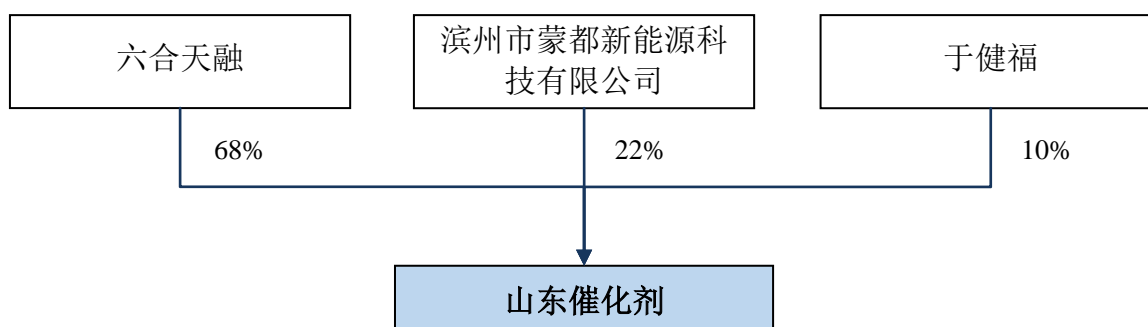 六合天融
滨州市蒙都新能源科
技有限公司
于健福
68%
22%
10%
山东催化剂